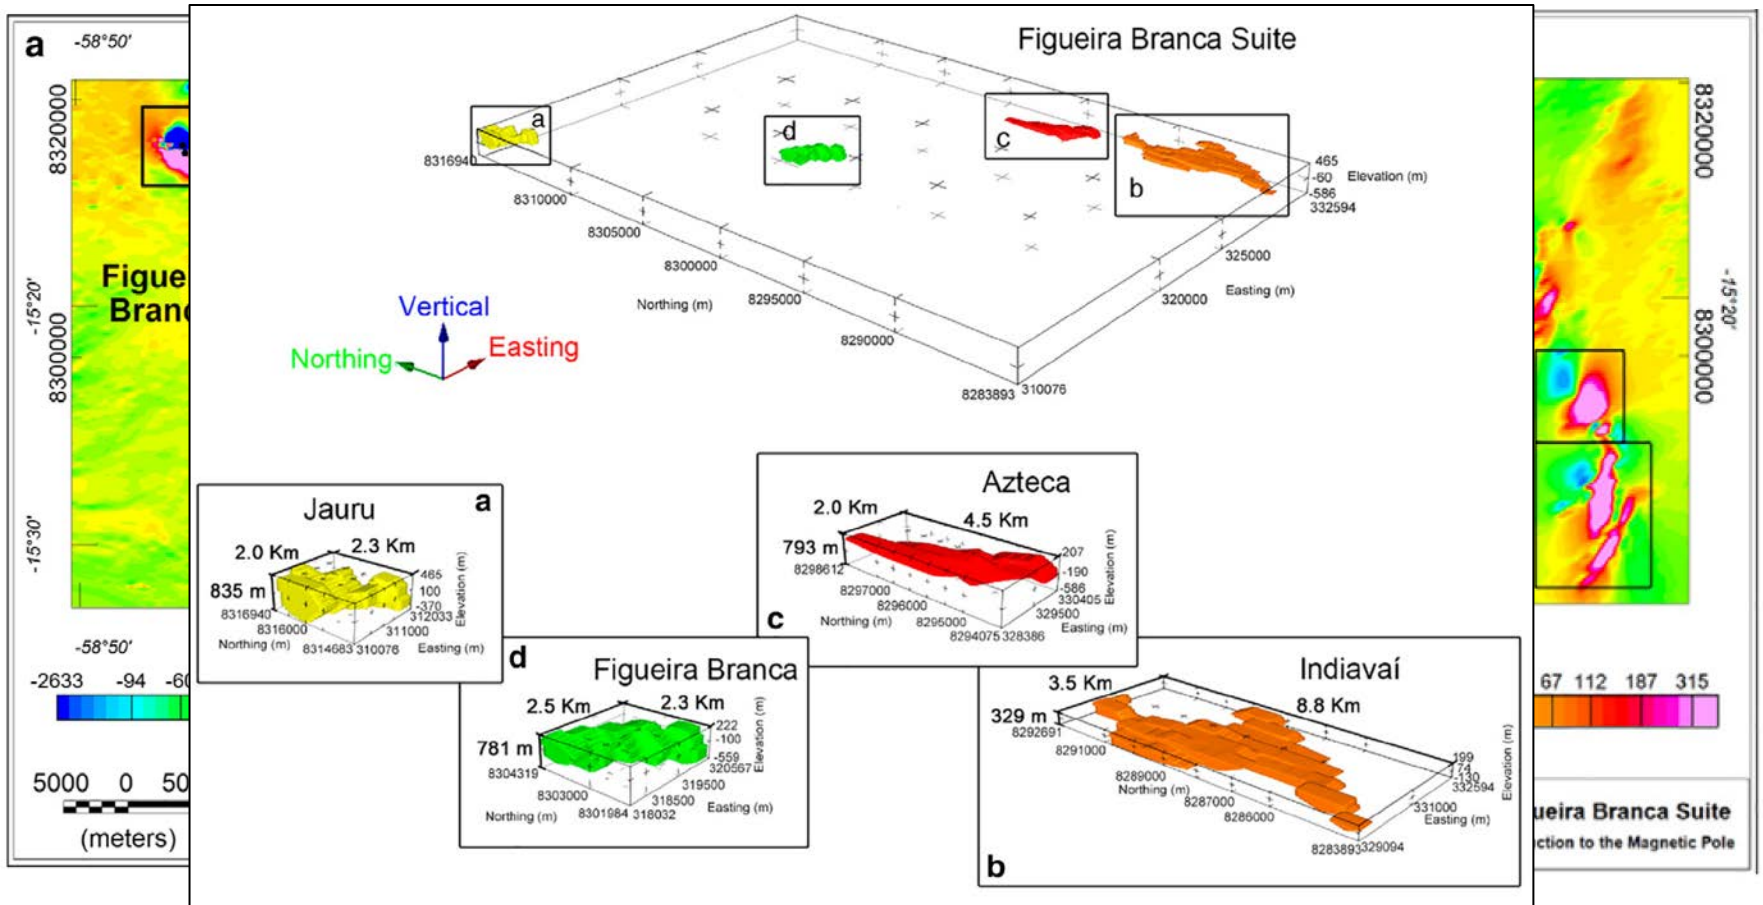 a
-58°50'
8320000
Figue
Branc
-15°20'
8300000
-15°30'
-58°50'
-2633 -94 -60
5000 0 50
(meters)
Figueira Branca Suite
a
d
c
b
8316940
8310000
8305000
8300000
8295000
8290000
8283893
310076
320000
325000
332594
465
-60
-586
Elevation (m)
Northing (m)
Easting (m)
Vertical
Northing
Easting
Jauru
a
2.0 Km
2.3 Km
835 m
465
100
-370
Elevation (m)
8316940
8316000
8314683
310076
311000
312033
Northing (m)
Easting (m)
d
Figueira Branca
2.5 Km
2.3 Km
781 m
222
-100
-559
Elevation (m)
8304319
8303000
8301984
318032
318500
319500
320567
Northing (m)
Easting (m)
Azteca
c
2.0 Km
4.5 Km
793 m
207
-190
-586
Elevation (m)
8298612
8297000
8296000
8295000
8294075
328386
329500
330405
Northing (m)
Easting (m)
Indiavaí
b
3.5 Km
8.8 Km
329 m
199
74
-130
Elevation (m)
8292691
8291000
8289000
8287000
8286000
8283893
329094
331000
332594
Northing (m)
Easting (m)
8320000
-15°20'
8300000
67 112 187 315
ueira Branca Suite
ction to the Magnetic Pole